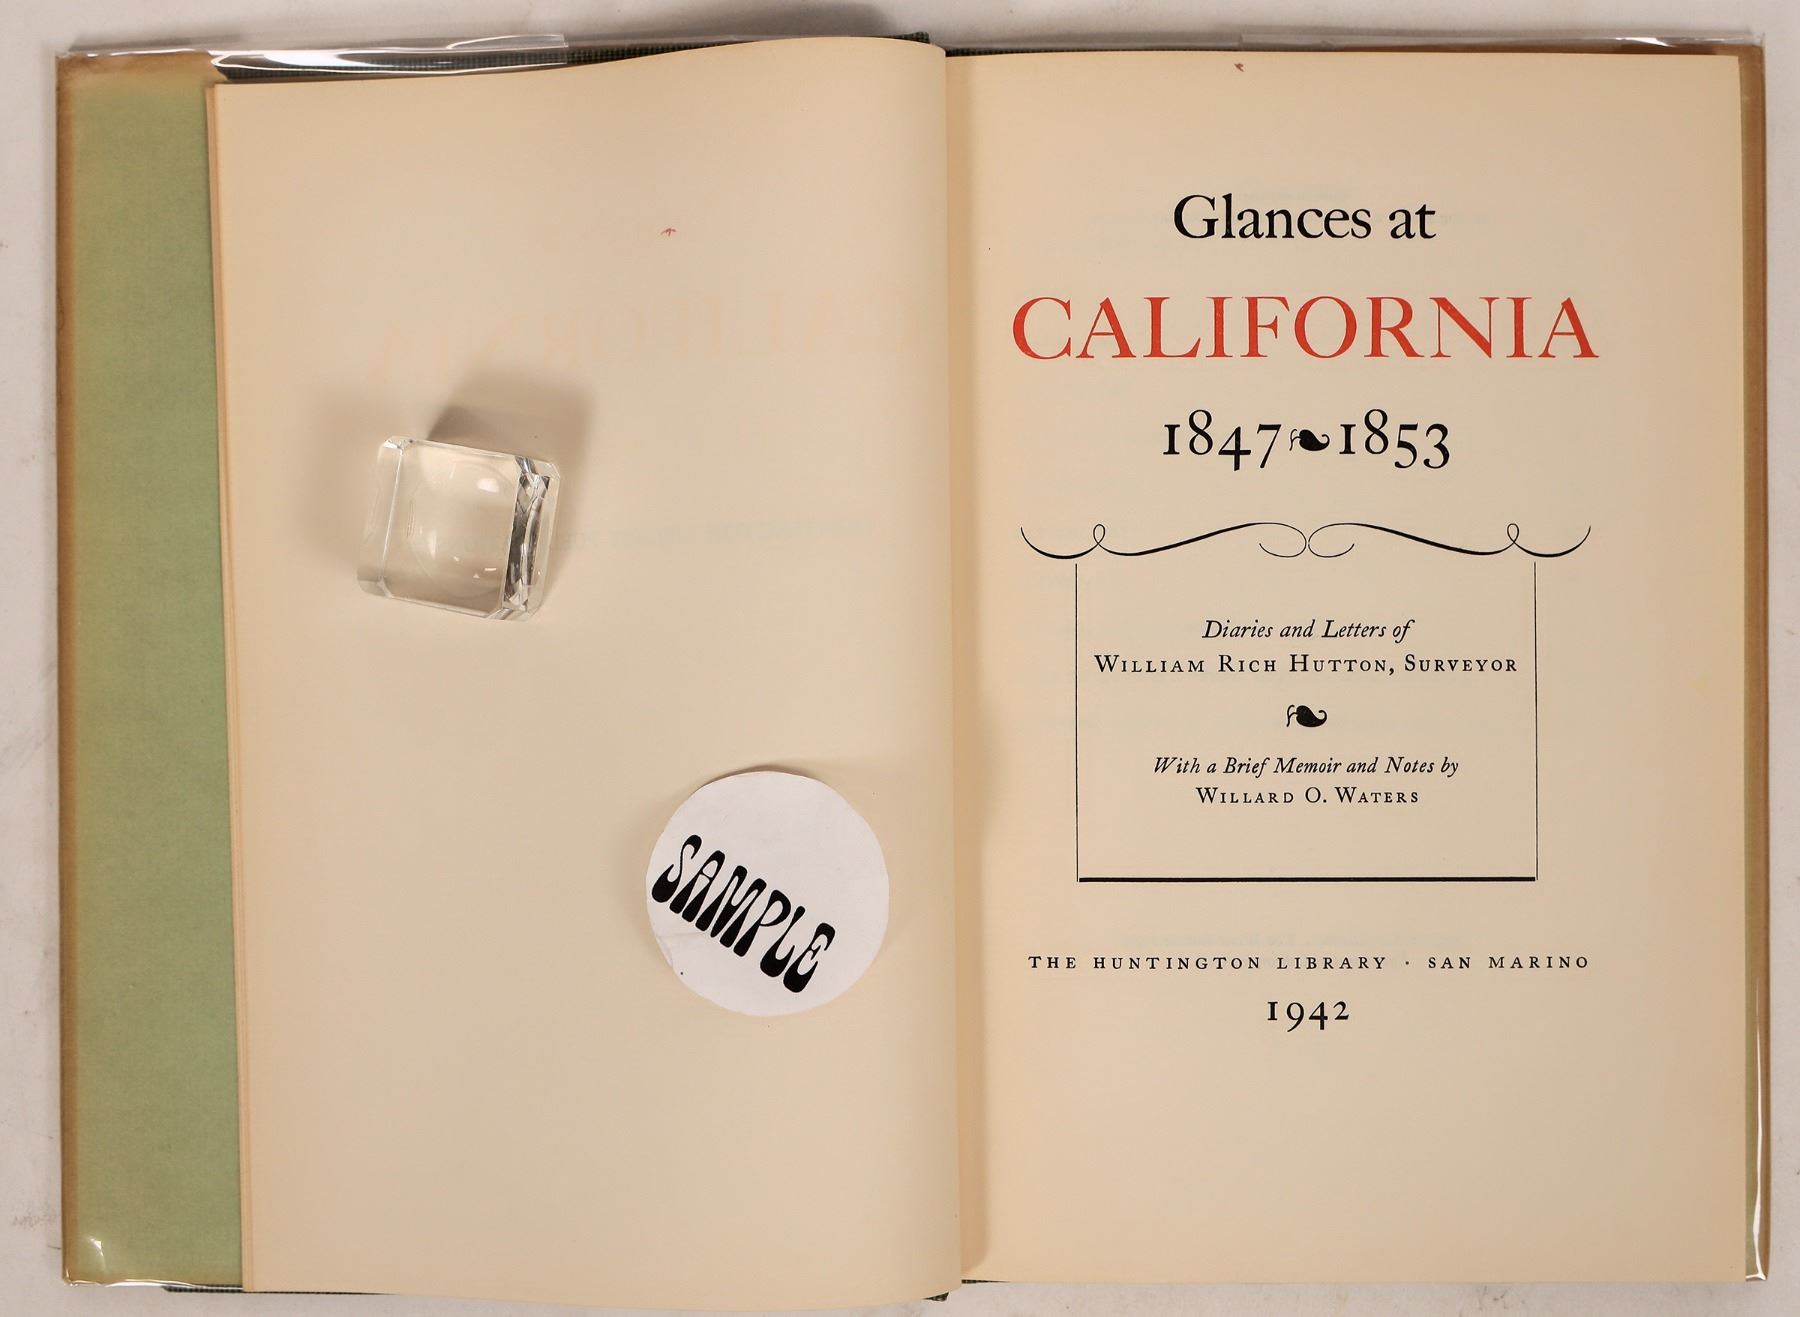 SAMPLE
Glances at
CALIFORNIA
1847❧1853
Diaries and Letters of
WILLIAM RICH HUTTON, SURVEYOR
❧
With a Brief Memoir and Notes by
WILLARD O. WATERS
THE HUNTINGTON LIBRARY · SAN MARINO
1942